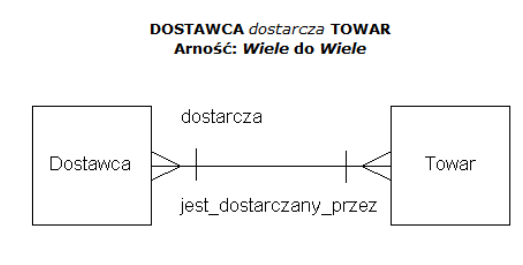 DOSTAWCA dostarcza TOWAR
Arność: Wiele do Wiele
dostarcza
Dostawca
Towar
jest_dostarczany_przez